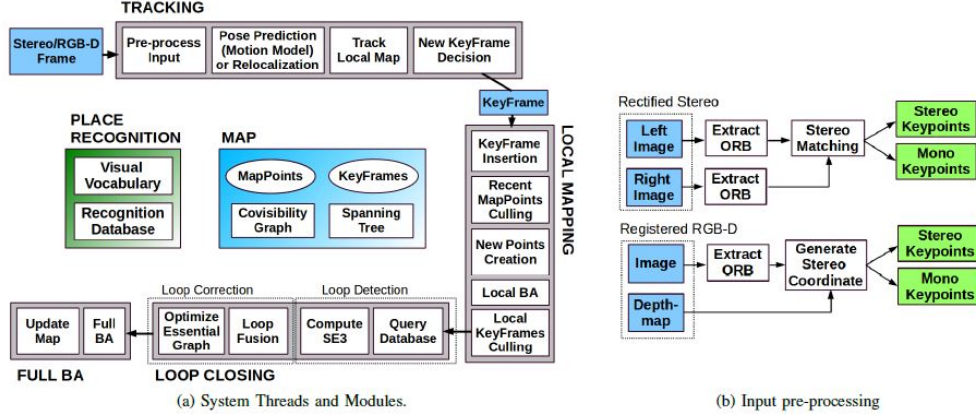 TRACKING
Stereo/RGB-D
Frame
Pre-process
Input
Pose Prediction
(Motion Model)
or Relocalization
Track
Local Map
New KeyFrame
Decision
KeyFrame
PLACE
RECOGNITION
Visual
Vocabulary
Recognition
Database
MAP
MapPoints
KeyFrames
Covisibility
Graph
Spanning
Tree
LOCAL MAPPING
KeyFrame
Insertion
Recent
MapPoints
Culling
New Points
Creation
Local BA
Local
KeyFrames
Culling
Loop Correction
Loop Detection
Optimize
Essential
Graph
Loop
Fusion
Compute
SE3
Query
Database
Update
Map
Full
BA
FULL BA
LOOP CLOSING
(a) System Threads and Modules.
Rectified Stereo
Left
Image
Extract
ORB
Stereo
Matching
Stereo
Keypoints
Mono
Keypoints
Right
Image
Extract
ORB
Registered RGB-D
Image
Extract
ORB
Generate
Stereo
Coordinate
Stereo
Keypoints
Mono
Keypoints
Depth-
map
(b) Input pre-processing